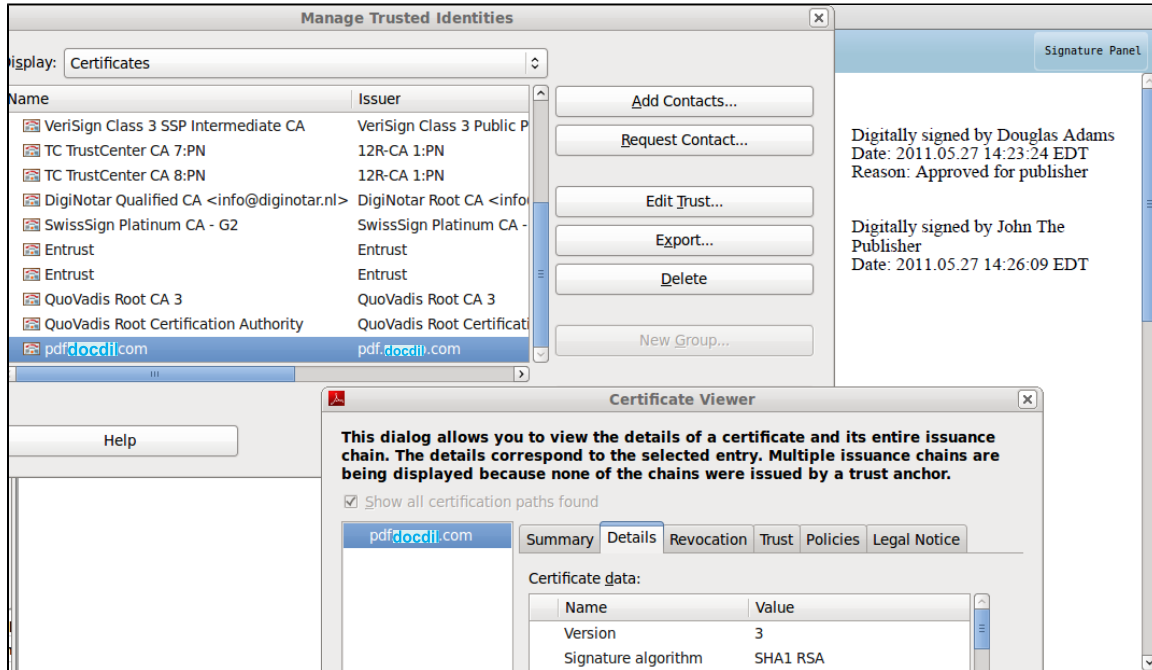 Manage Trusted Identities
Signature Panel
Display: Certificates
Name Issuer
VeriSign Class 3 SSP Intermediate CA VeriSign Class 3 Public P
TC TrustCenter CA 7:PN 12R-CA 1:PN
TC TrustCenter CA 8:PN 12R-CA 1:PN
DigiNotar Qualified CA <info@diginotar.nl> DigiNotar Root CA <info
SwissSign Platinum CA - G2 SwissSign Platinum CA -
Entrust Entrust
Entrust Entrust
QuoVadis Root CA 3 QuoVadis Root CA 3
QuoVadis Root Certification Authority QuoVadis Root Certificati
pdf.docdil.com pdf.docdil.com
Add Contacts...
Request Contact...
Edit Trust...
Export...
Delete
New Group...
Digitally signed by Douglas Adams
Date: 2011.05.27 14:23:24 EDT
Reason: Approved for publisher
Digitally signed by John The
Publisher
Date: 2011.05.27 14:26:09 EDT
Help
Certificate Viewer
This dialog allows you to view the details of a certificate and its entire issuance
chain. The details correspond to the selected entry. Multiple issuance chains are
being displayed because none of the chains were issued by a trust anchor.
Show all certification paths found
pdf.docdil.com
Summary Details Revocation Trust Policies Legal Notice
Certificate data:
Name Value
Version 3
Signature algorithm SHA1 RSA